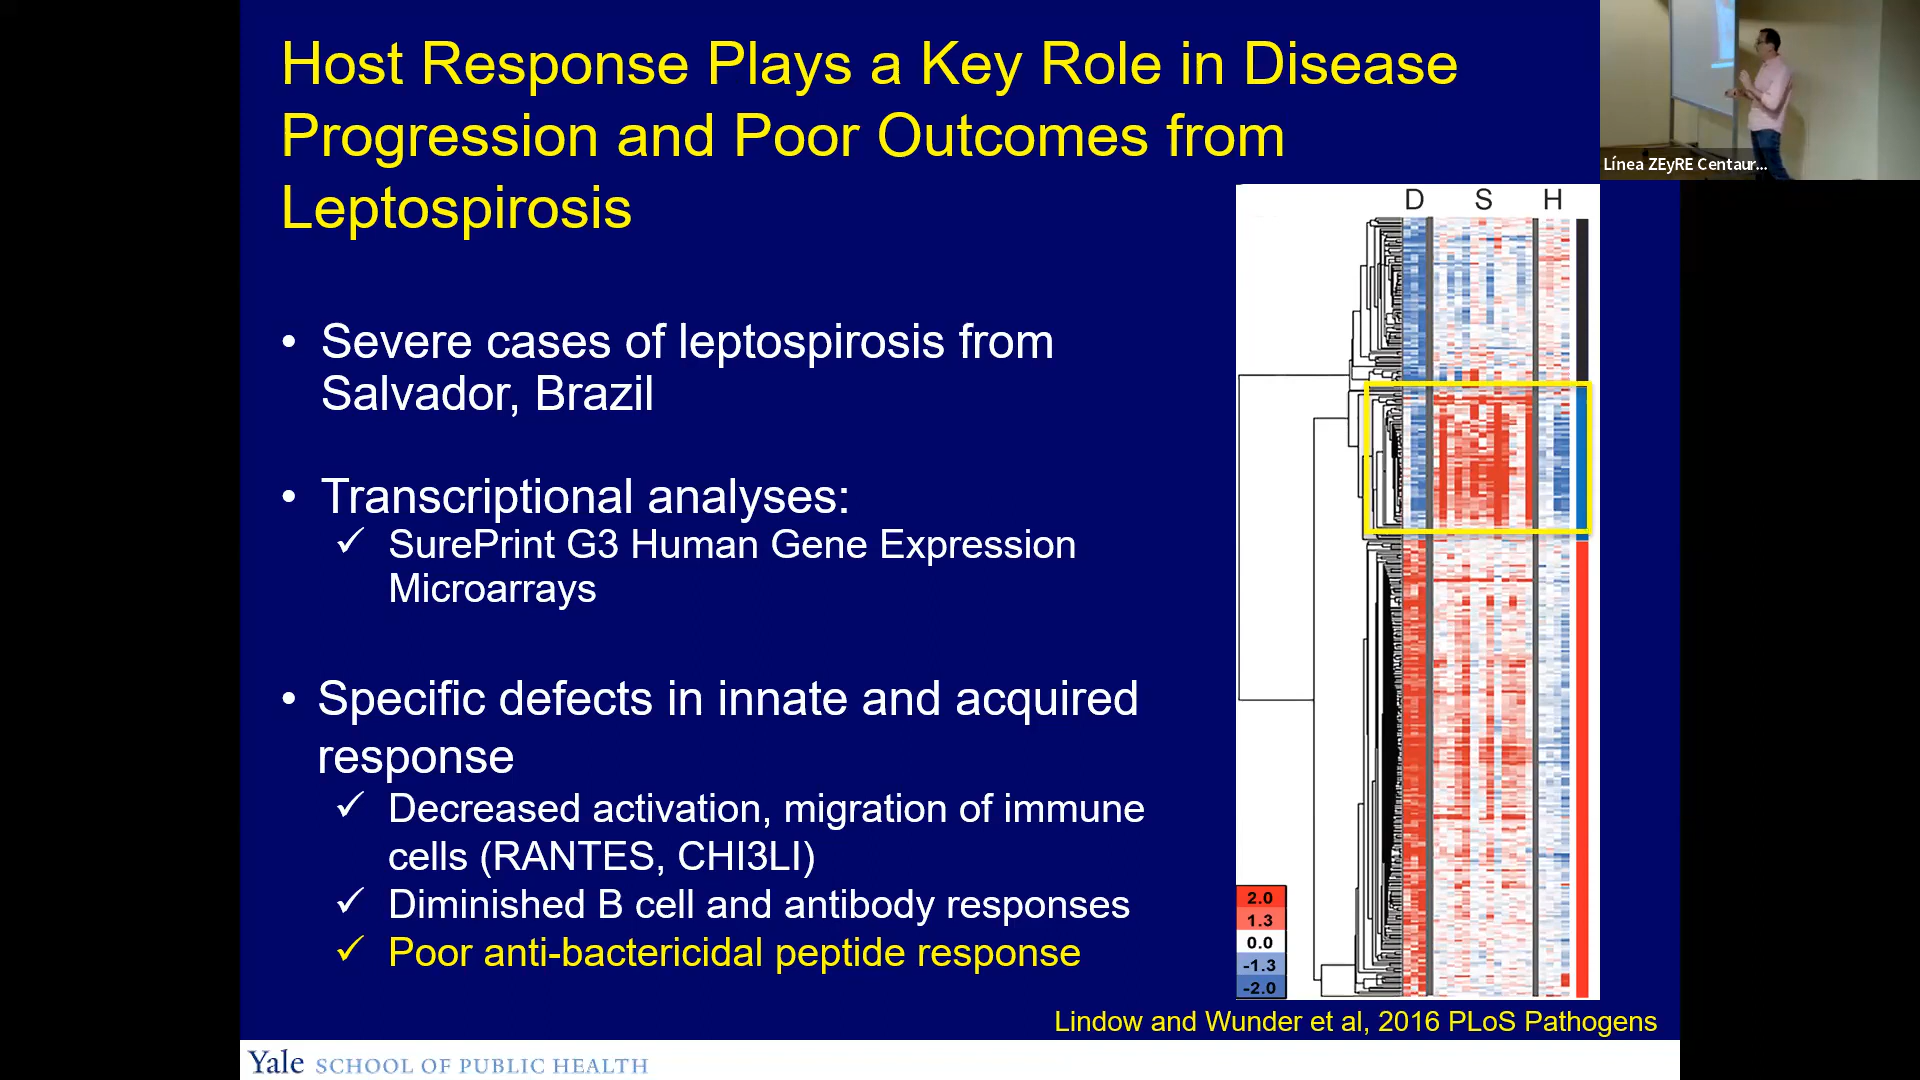 Host Response Plays a Key Role in Disease
Progression and Poor Outcomes from
Leptospirosis
Línea ZEyRE Centaur...
• Severe cases of leptospirosis from
Salvador, Brazil
• Transcriptional analyses:
✓ SurePrint G3 Human Gene Expression
Microarrays
• Specific defects in innate and acquired
response
✓ Decreased activation, migration of immune
cells (RANTES, CHI3LI)
✓ Diminished B cell and antibody responses
✓ Poor anti-bactericidal peptide response
D S H
2.0
1.3
0.0
-1.3
-2.0
Lindow and Wunder et al, 2016 PLoS Pathogens
Yale SCHOOL OF PUBLIC HEALTH